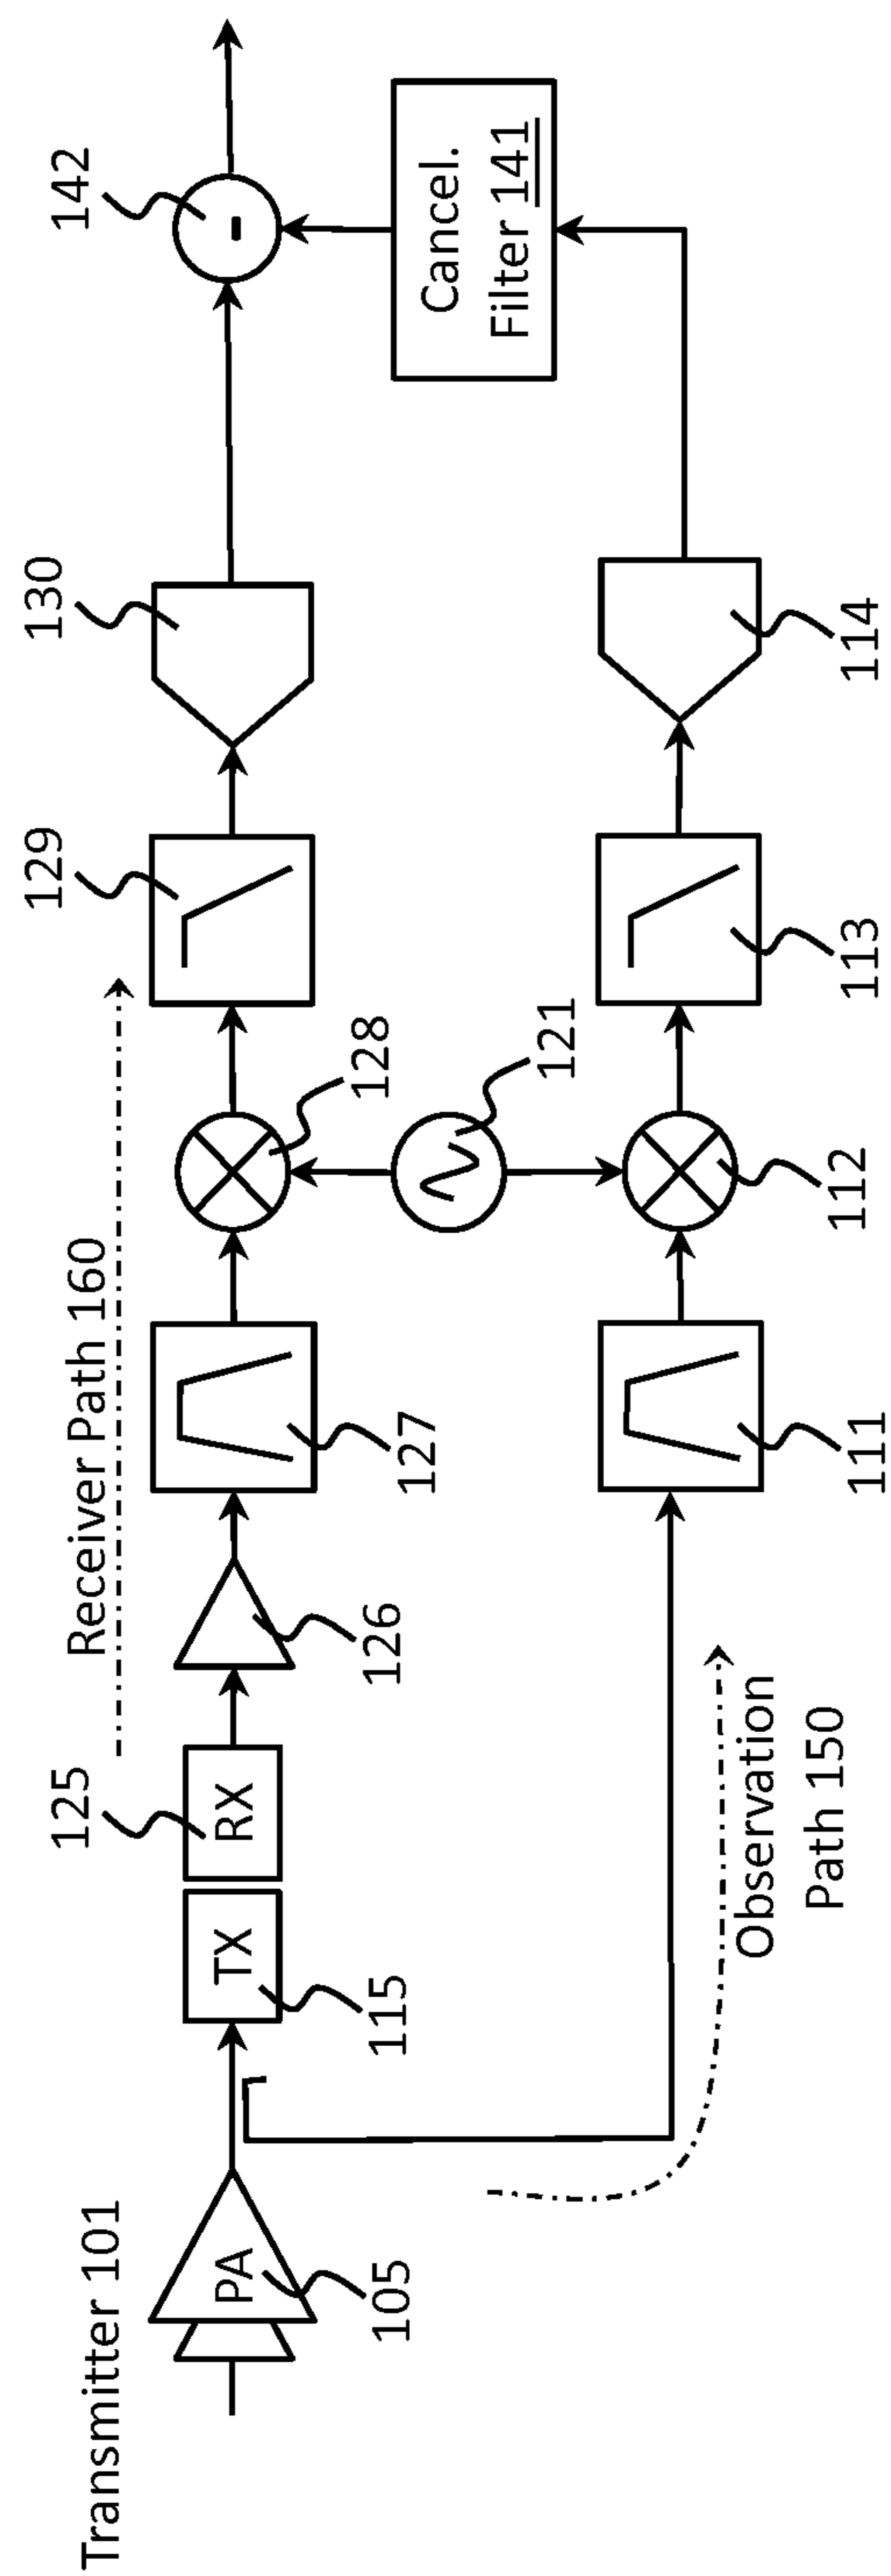 Transmitter 101
PA
105
TX
115
RX
125
126
Receiver Path 160
127
128
129
130
142
Cancel.
Filter 141
121
Observation
Path 150
111
112
113
114